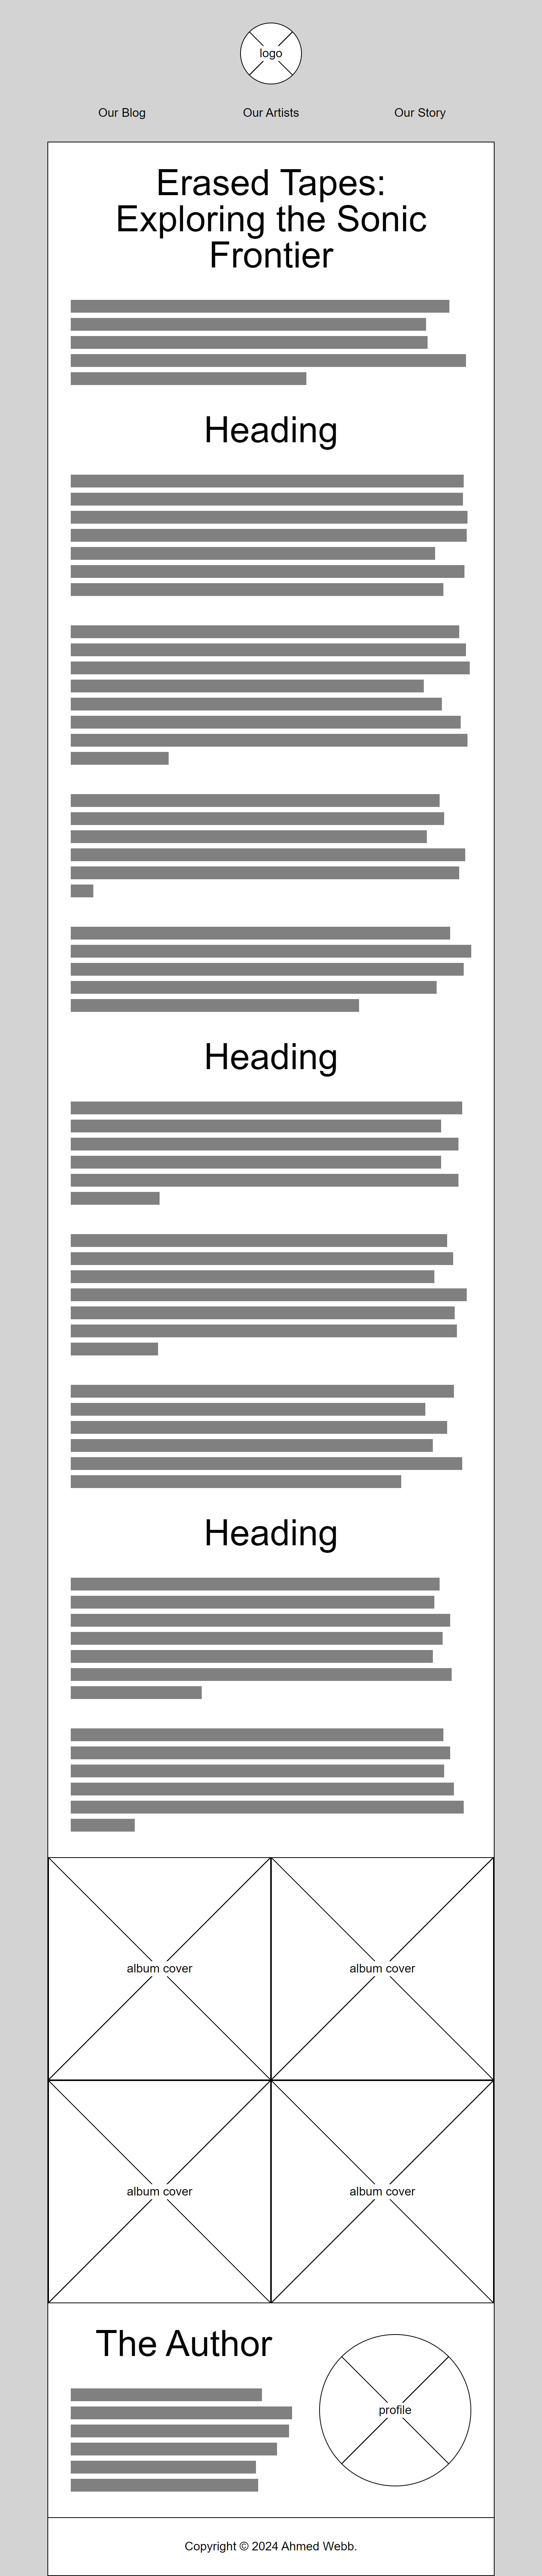 logo
Our Blog
Our Artists
Our Story
Erased Tapes:
Exploring the Sonic
Frontier
Heading
Heading
Heading
album cover
album cover
album cover
album cover
The Author
profile
Copyright © 2024 Ahmed Webb.